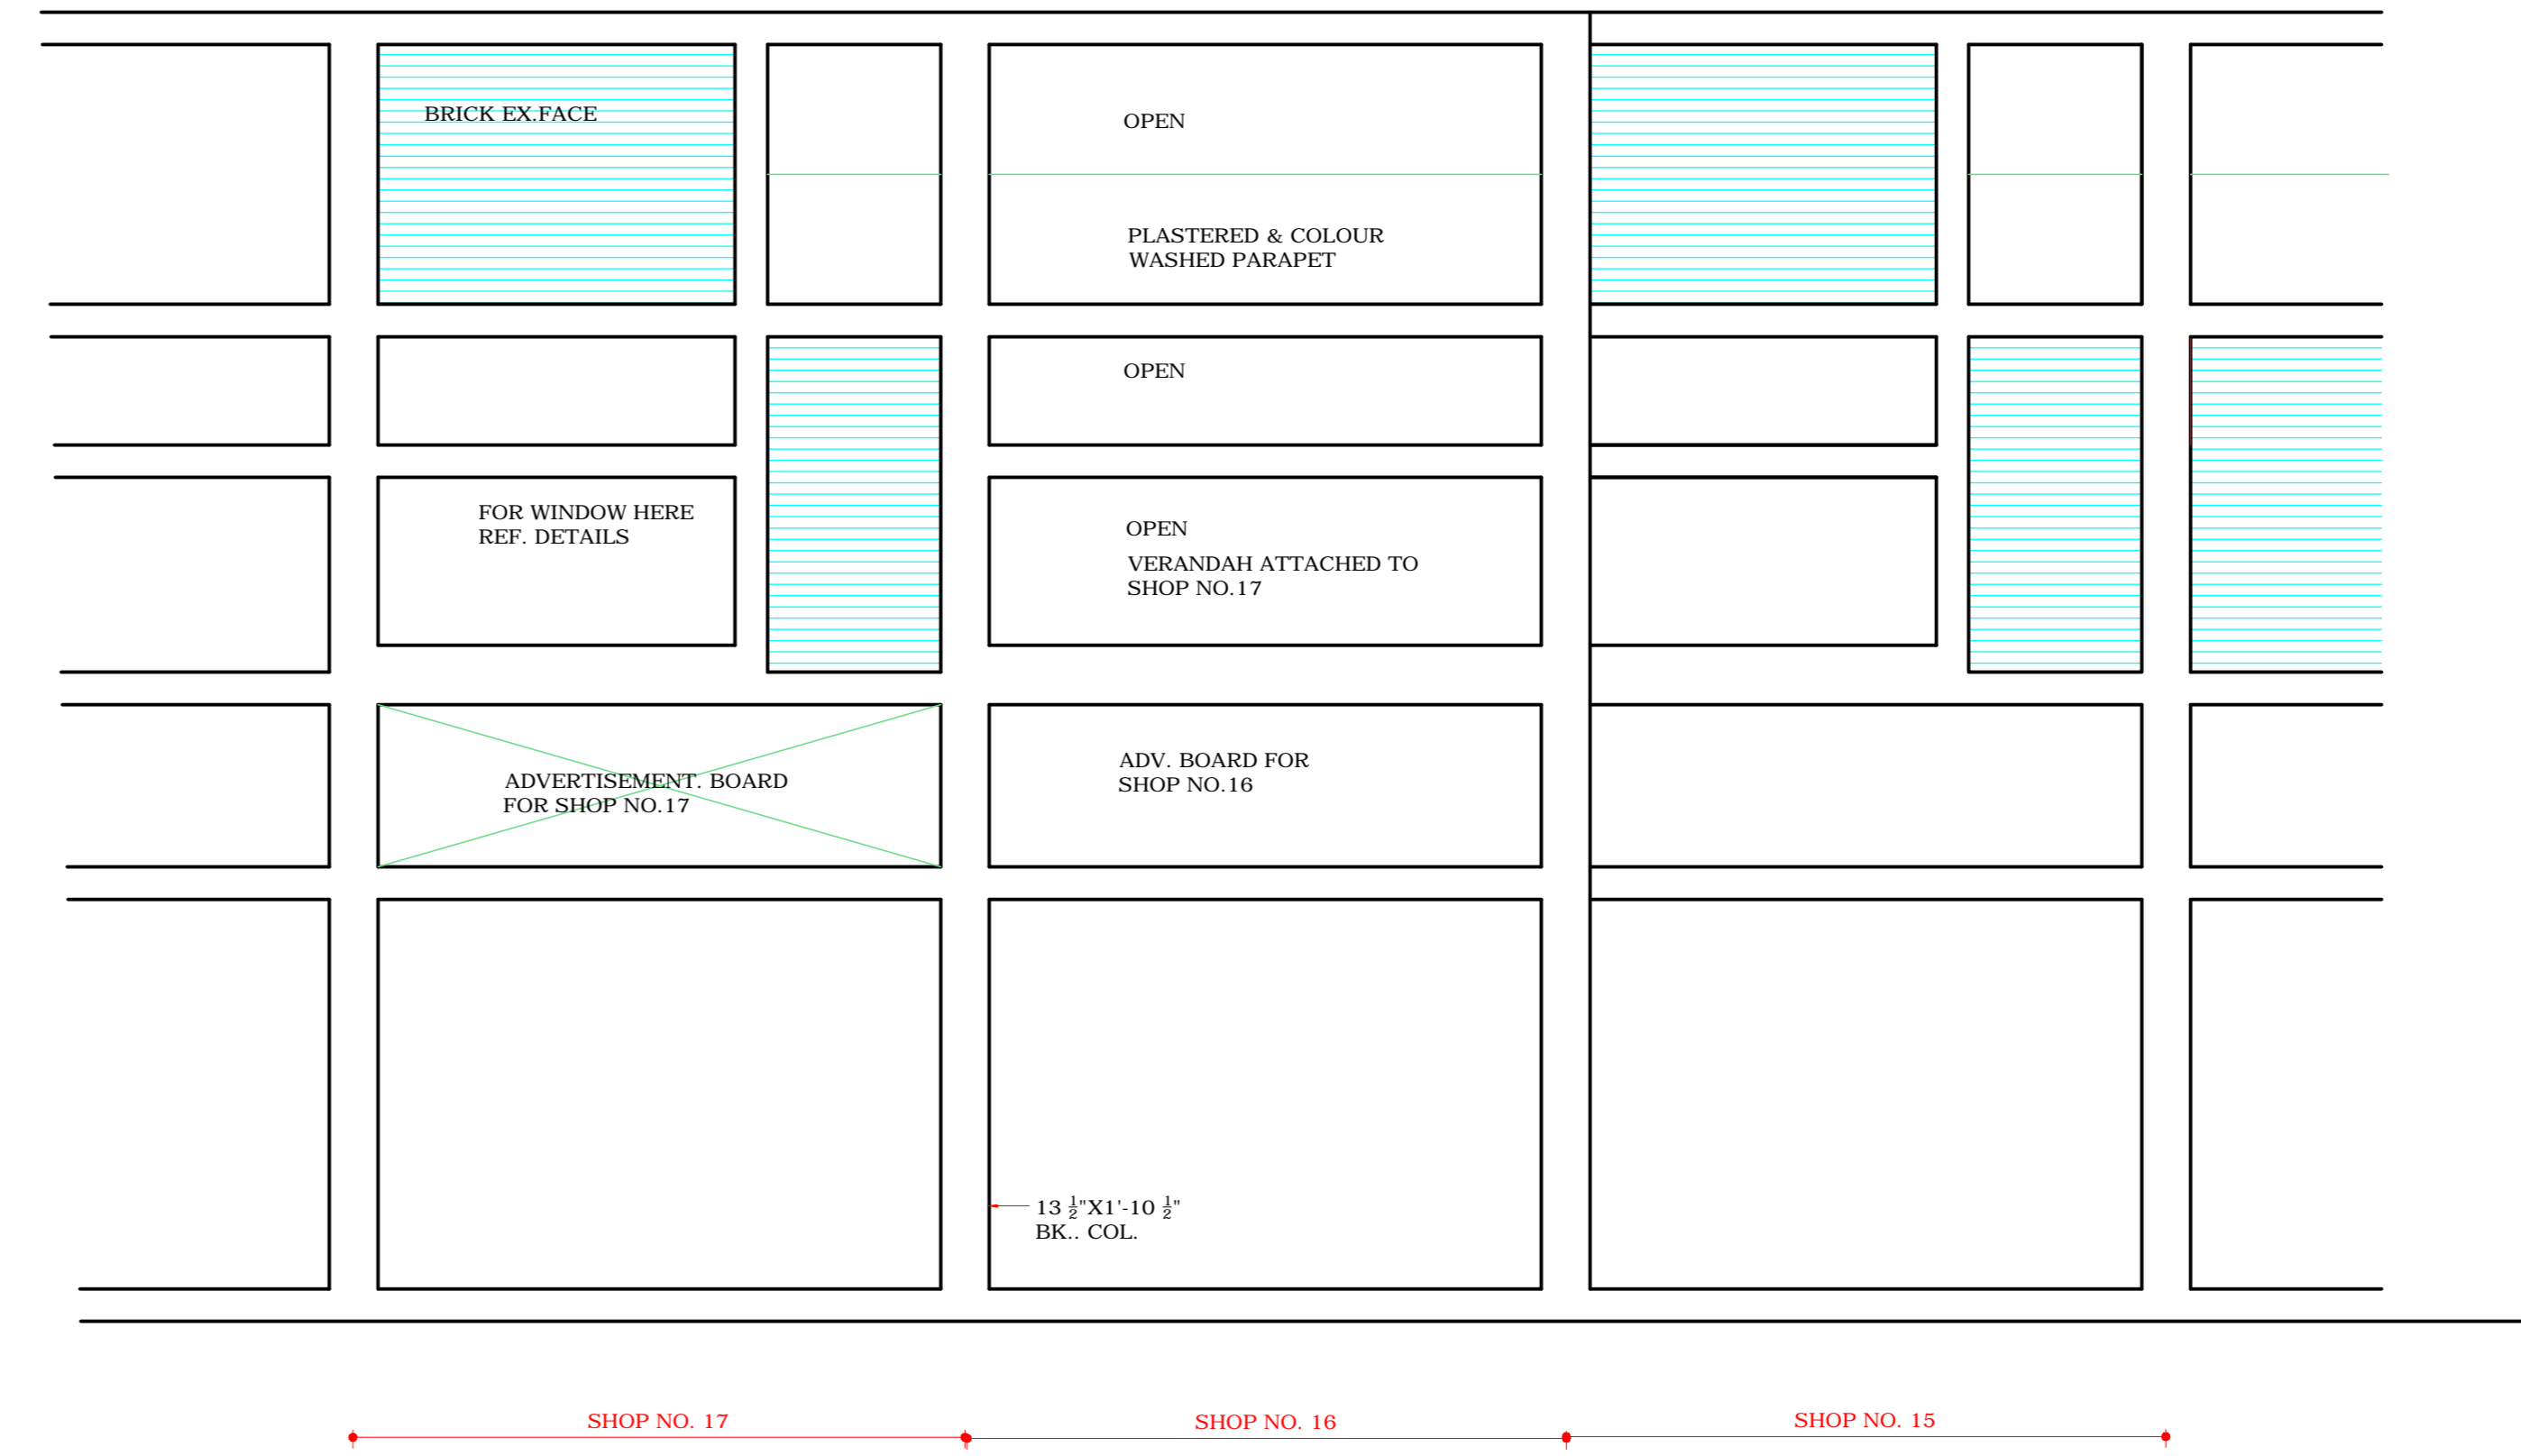 BRICK EX.FACE
OPEN
PLASTERED & COLOUR
WASHED PARAPET
OPEN
FOR WINDOW HERE
REF. DETAILS
OPEN
VERANDAH ATTACHED TO
SHOP NO.17
ADVERTISEMENT. BOARD
FOR SHOP NO.17
ADV. BOARD FOR
SHOP NO.16
13 ½"X1'-10 ½"
BK.. COL.
SHOP NO. 17
SHOP NO. 16
SHOP NO. 15